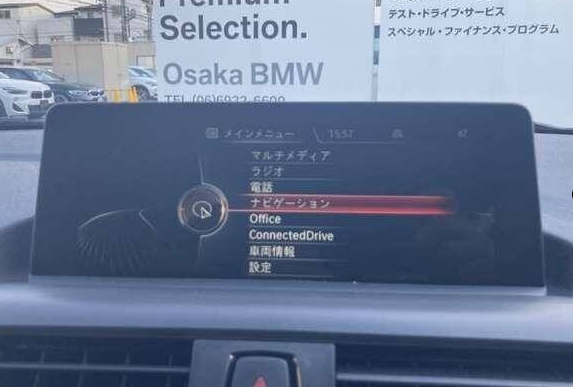 Premium
Selection.
Osaka BMW
テスト・ドライブ・サービス
スペシャル・ファイナンス・プログラム
メインメニュー
15:57
マルチメディア
ラジオ
電話
ナビゲーション
Office
ConnectedDrive
車両情報
設定